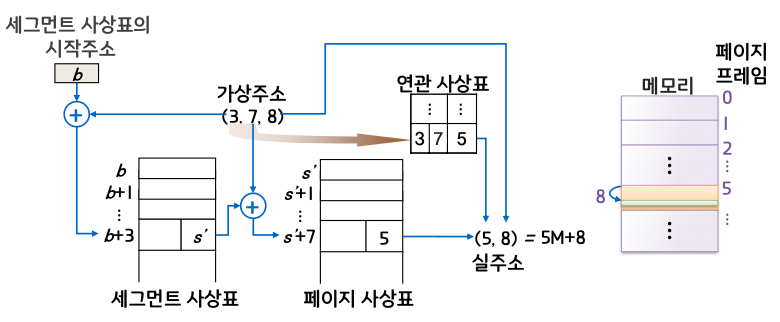 세그먼트 사상표의
시작주소
b
가상주소
(3, 7, 8)
연관 사상표
⋮ ⋮
3 7 5
b
b+1
⋮
b+3
s'
세그먼트 사상표
s'
s'+1
⋮
s'+7
5
페이지 사상표
(5, 8) = 5M+8
실주소
메모리
페이지
프레임
0
1
2
⋮
5
⋮
8
⋮
⋮
+
+